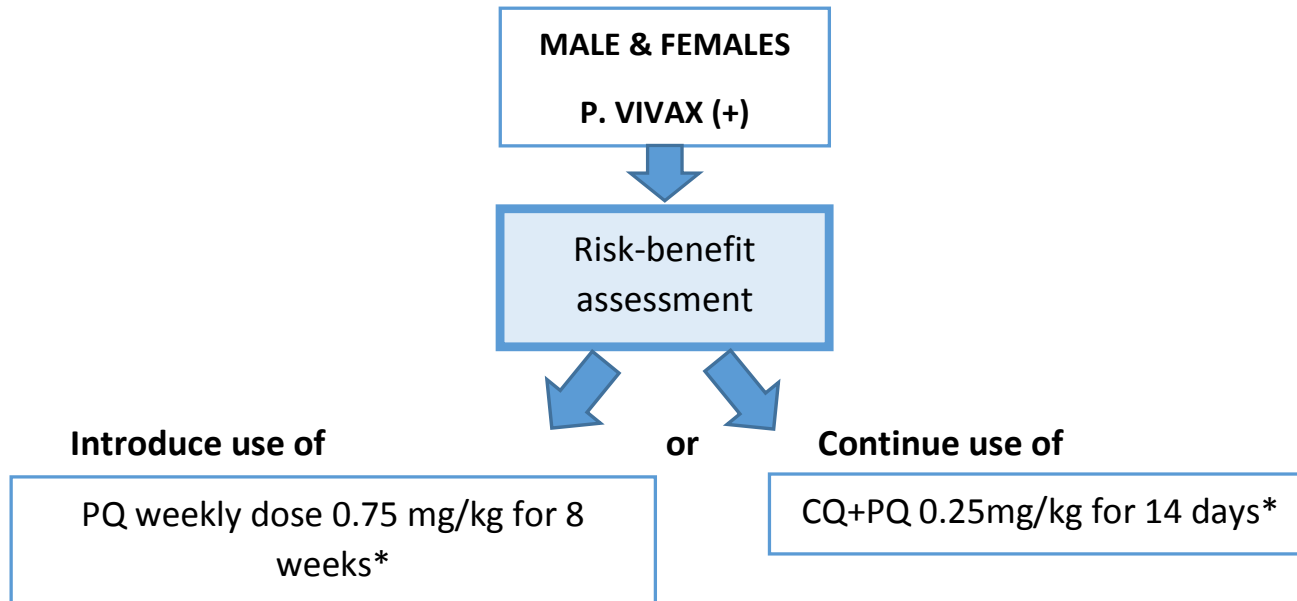 MALE & FEMALES
P. VIVAX (+)
Risk-benefit
assessment
Introduce use of
or
Continue use of
PQ weekly dose 0.75 mg/kg for 8
weeks*
CQ+PQ 0.25mg/kg for 14 days*